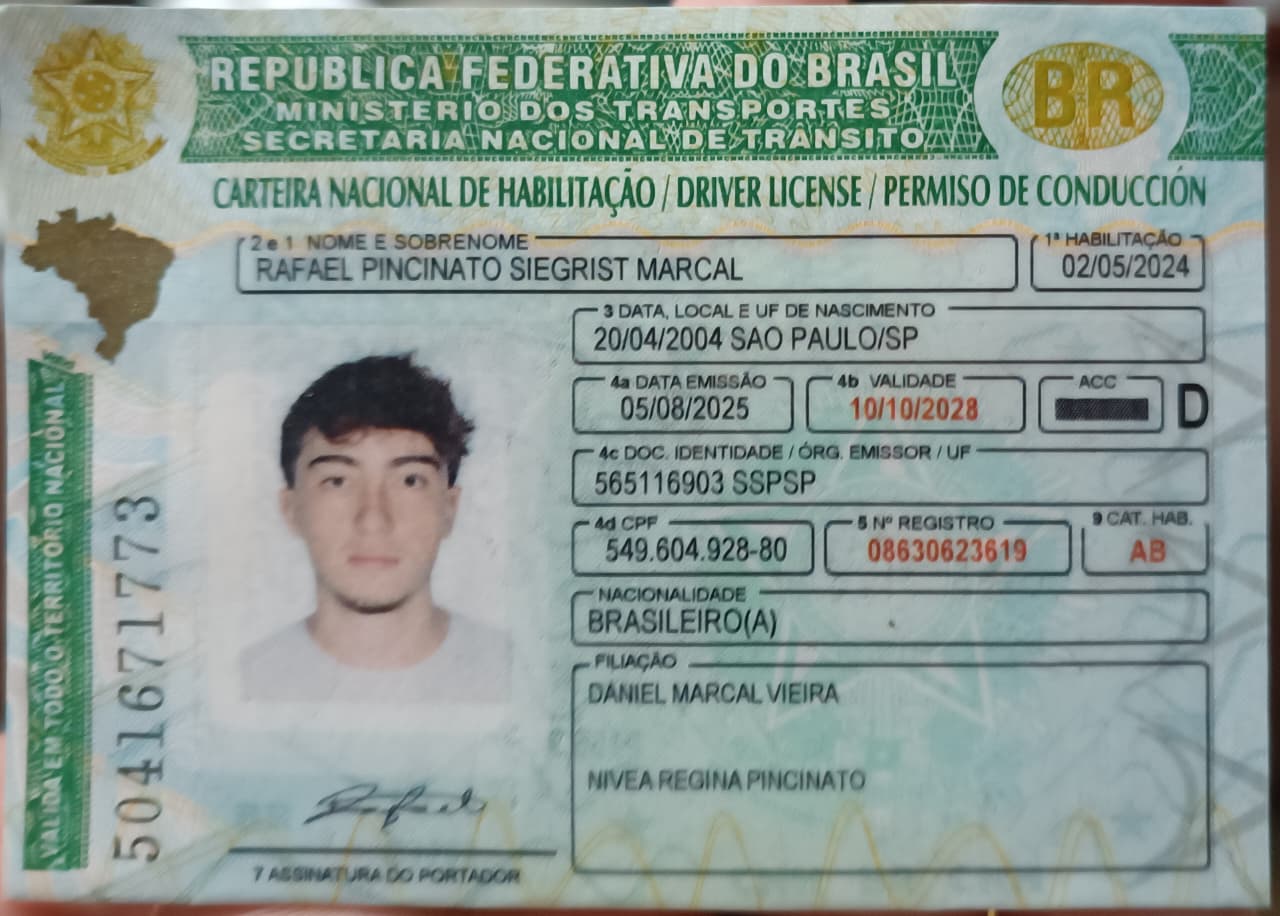 REPUBLICA FEDERATIVA DO BRASIL
MINISTERIO DOS TRANSPORTES
SECRETARIA NACIONAL DE TRÂNSITO
BR
CARTEIRA NACIONAL DE HABILITAÇÃO / DRIVER LICENSE / PERMISO DE CONDUCCIÓN
2 e 1 NOME E SOBRENOME
RAFAEL PINCINATO SIEGRIST MARCAL
1ª HABILITAÇÃO
02/05/2024
3 DATA, LOCAL E UF DE NASCIMENTO
20/04/2004 SAO PAULO/SP
4a DATA EMISSÃO
05/08/2025
4b VALIDADE
10/10/2028
ACC
D
4c DOC. IDENTIDADE / ÓRG. EMISSOR / UF
565116903 SSPSP
4d CPF
549.604.928-80
5 Nº REGISTRO
08630623619
9 CAT. HAB.
AB
NACIONALIDADE
BRASILEIRO(A)
FILIAÇÃO
DANIEL MARCAL VIEIRA
NIVEA REGINA PINCINATO
VALIDA EM TODO O TERRITÓRIO NACIONAL
5041671773
Rafael
7 ASSINATURA DO PORTADOR